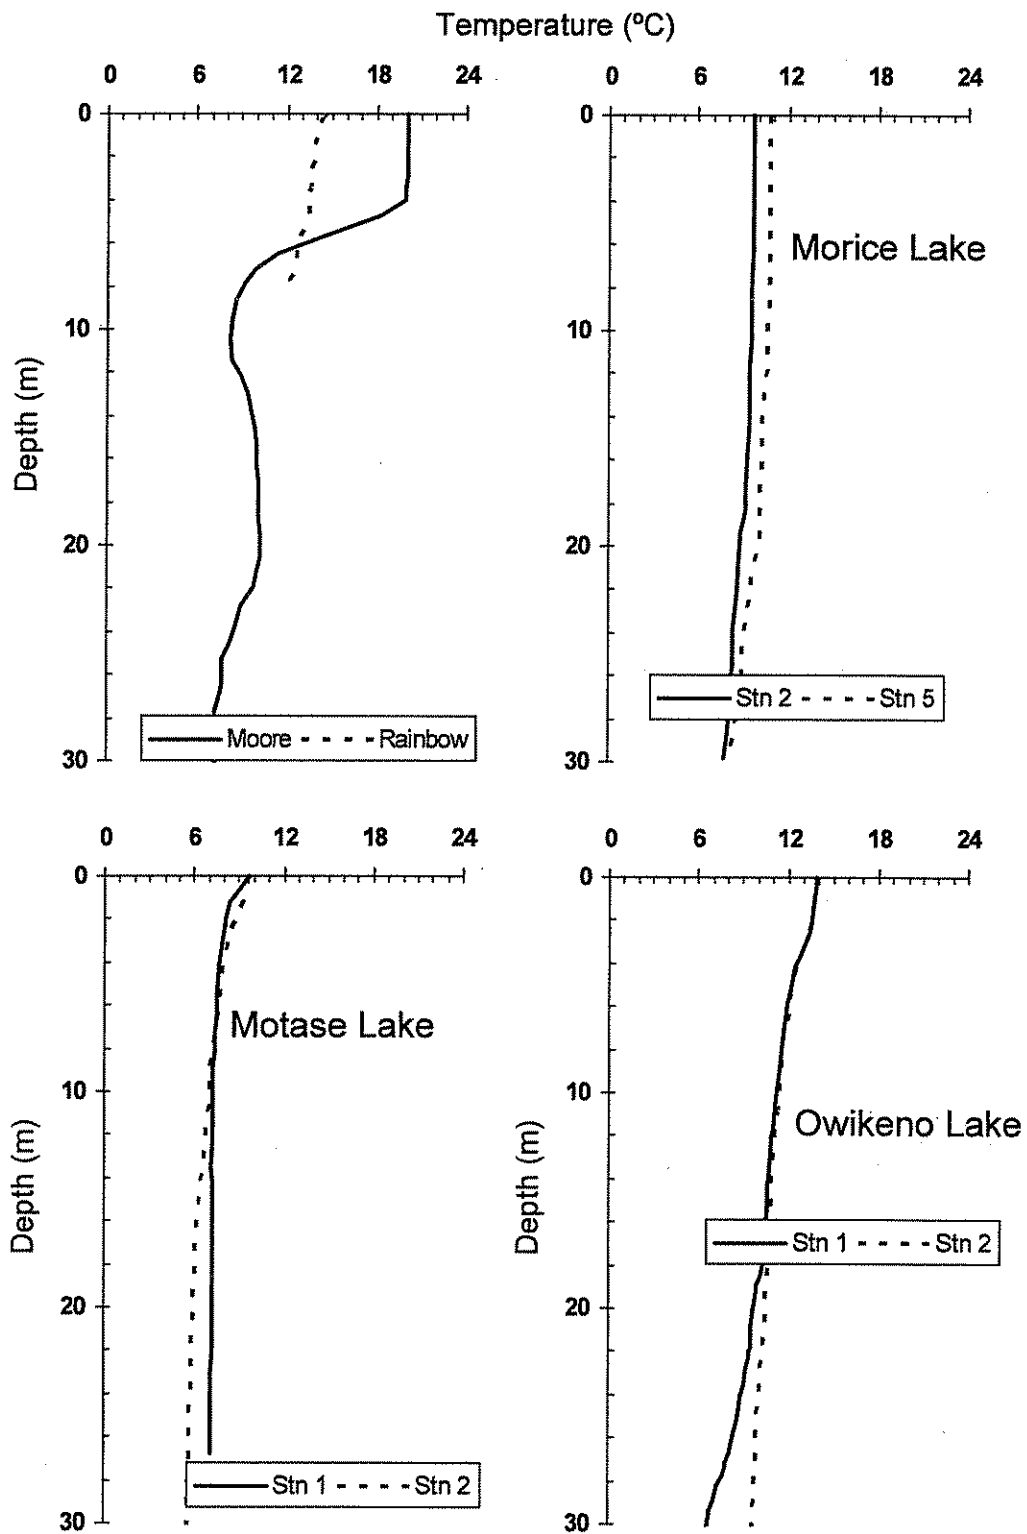 Temperature (ºC)
0 6 12 18 24
0
10
20
30
Depth (m)
Moore Rainbow
0 6 12 18 24
0
10
20
30
Morice Lake
Stn 2 Stn 5
0 6 12 18 24
0
10
20
30
Depth (m)
Motase Lake
Stn 1 Stn 2
0 6 12 18 24
0
10
20
30
Depth (m)
Owikeno Lake
Stn 1 Stn 2